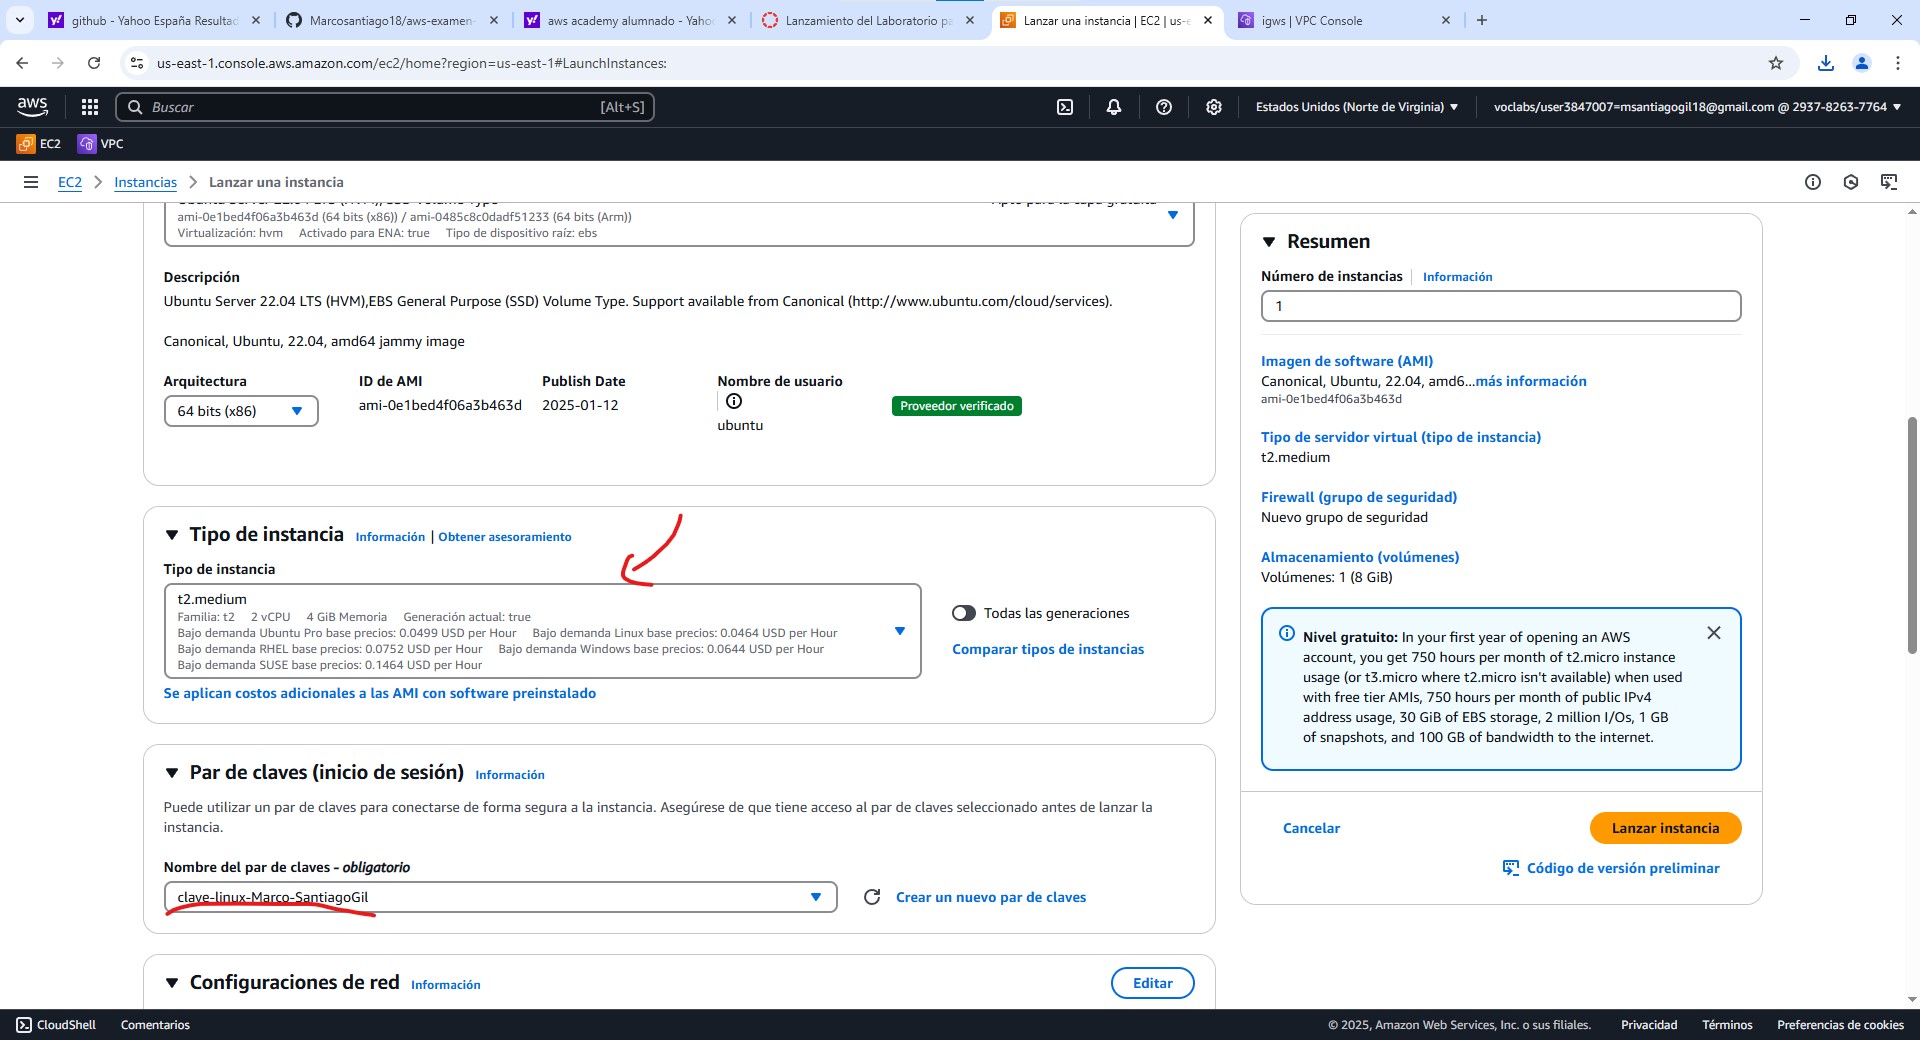 github - Yahoo España Resultad
Marcosantiago18/aws-examen-
aws academy alumnado - Yaho
Lanzamiento del Laboratorio pa
Lanzar una instancia | EC2 | us-e
igws | VPC Console
us-east-1.console.aws.amazon.com/ec2/home?region=us-east-1#LaunchInstances:
aws
Buscar
[Alt+S]
Estados Unidos (Norte de Virginia)
voclabs/user3847007=msantiagogil18@gmail.com @ 2937-8263-7764
EC2
VPC
EC2
Instancias
Lanzar una instancia
ami-0e1bed4f06a3b463d (64 bits (x86)) / ami-0485c8c0dadf51233 (64 bits (Arm))
Virtualización: hvm Activado para ENA: true Tipo de dispositivo raíz: ebs
Descripción
Ubuntu Server 22.04 LTS (HVM),EBS General Purpose (SSD) Volume Type. Support available from Canonical (http://www.ubuntu.com/cloud/services).
Canonical, Ubuntu, 22.04, amd64 jammy image
Arquitectura
ID de AMI
Publish Date
Nombre de usuario
64 bits (x86)
ami-0e1bed4f06a3b463d
2025-01-12
ubuntu
Proveedor verificado
Tipo de instancia
Información | Obtener asesoramiento
Tipo de instancia
t2.medium
Familia: t2 2 vCPU 4 GiB Memoria Generación actual: true
Bajo demanda Ubuntu Pro base precios: 0.0499 USD per Hour Bajo demanda Linux base precios: 0.0464 USD per Hour
Bajo demanda RHEL base precios: 0.0752 USD per Hour Bajo demanda Windows base precios: 0.0644 USD per Hour
Bajo demanda SUSE base precios: 0.1464 USD per Hour
Todas las generaciones
Comparar tipos de instancias
Se aplican costos adicionales a las AMI con software preinstalado
Par de claves (inicio de sesión)
Información
Puede utilizar un par de claves para conectarse de forma segura a la instancia. Asegúrese de que tiene acceso al par de claves seleccionado antes de lanzar la
instancia.
Nombre del par de claves - obligatorio
clave-linux-Marco-SantiagoGil
Crear un nuevo par de claves
Configuraciones de red
Información
Editar
Resumen
Número de instancias
Información
1
Imagen de software (AMI)
Canonical, Ubuntu, 22.04, amd6...más información
ami-0e1bed4f06a3b463d
Tipo de servidor virtual (tipo de instancia)
t2.medium
Firewall (grupo de seguridad)
Nuevo grupo de seguridad
Almacenamiento (volúmenes)
Volúmenes: 1 (8 GiB)
Nivel gratuito: In your first year of opening an AWS
account, you get 750 hours per month of t2.micro instance
usage (or t3.micro where t2.micro isn't available) when used
with free tier AMIs, 750 hours per month of public IPv4
address usage, 30 GiB of EBS storage, 2 million I/Os, 1 GB
of snapshots, and 100 GB of bandwidth to the internet.
Cancelar
Lanzar instancia
Código de versión preliminar
CloudShell
Comentarios
© 2025, Amazon Web Services, Inc. o sus filiales.
Privacidad
Términos
Preferencias de cookies